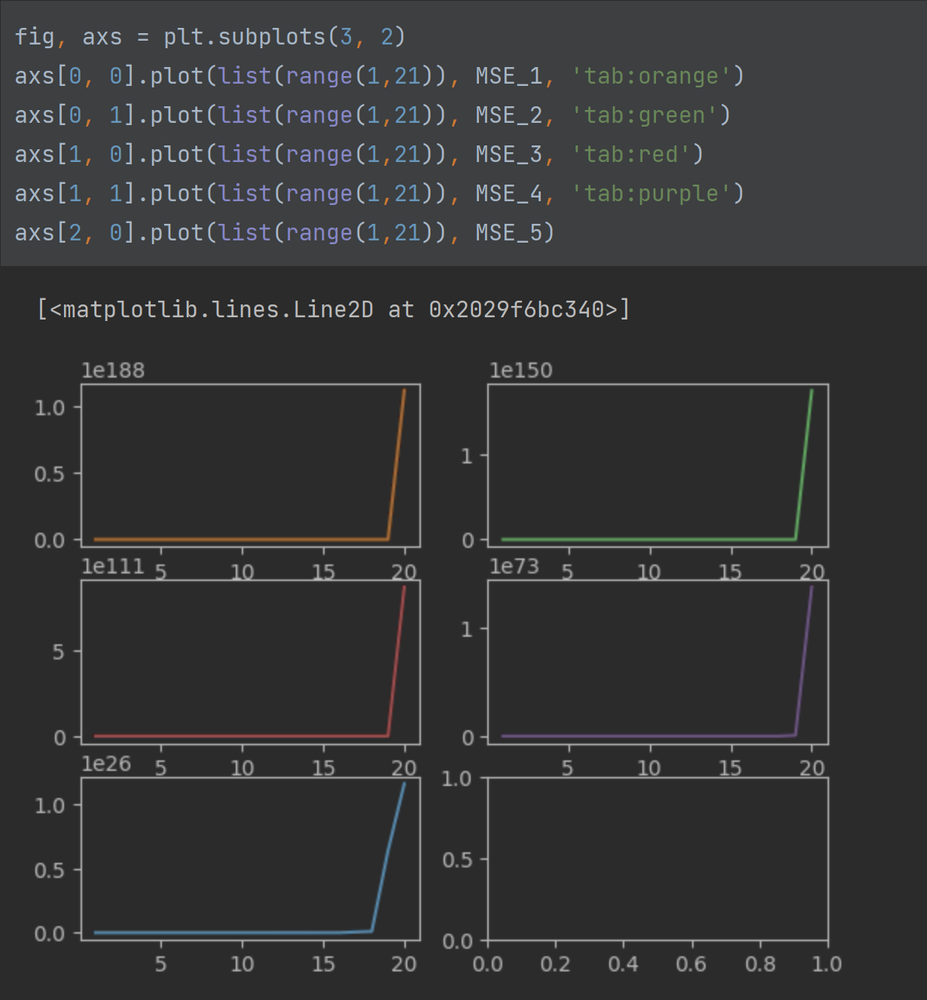 fig, axs = plt.subplots(3, 2)
axs[0, 0].plot(list(range(1,21)), MSE_1, 'tab:orange')
axs[0, 1].plot(list(range(1,21)), MSE_2, 'tab:green')
axs[1, 0].plot(list(range(1,21)), MSE_3, 'tab:red')
axs[1, 1].plot(list(range(1,21)), MSE_4, 'tab:purple')
axs[2, 0].plot(list(range(1,21)), MSE_5)
[<matplotlib.lines.Line2D at 0x2029f6bc340>]
1e188
1.0
0.5
0.0
5 10 15 20
1e150
1
0
5 10 15 20
1e111
5
0
5 10 15 20
1e73
1
0
5 10 15 20
1e26
1.0
0.5
0.0
5 10 15 20
1.0
0.5
0.0
0.0 0.2 0.4 0.6 0.8 1.0